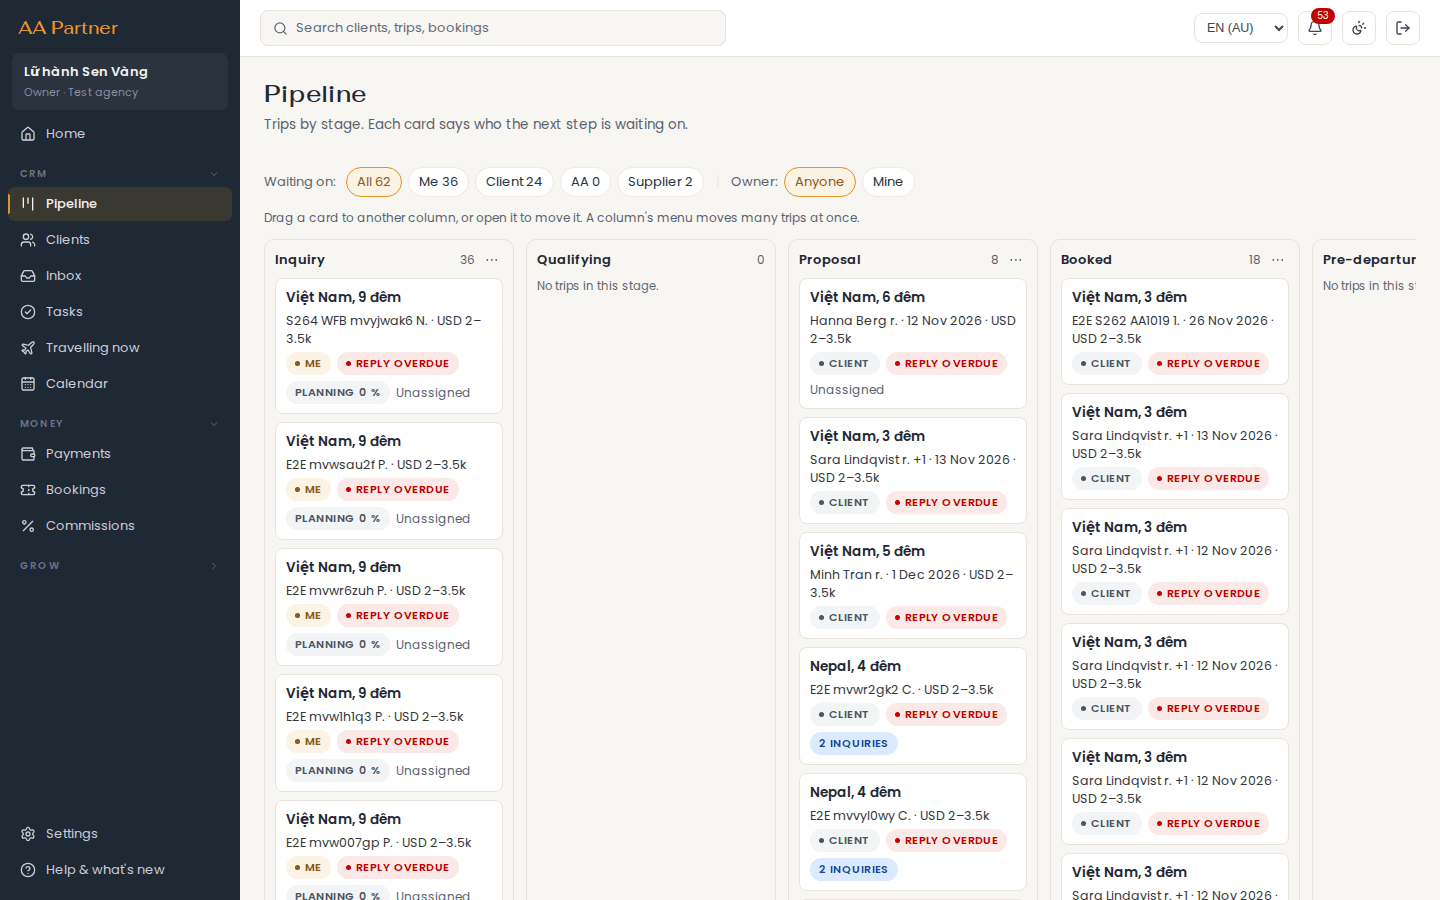 AA Partner
Lữ hành Sen Vàng
Owner · Test agency
Home
CRM
Pipeline
Clients
Inbox
Tasks
Travelling now
Calendar
MONEY
Payments
Bookings
Commissions
GROW
Settings
Help & what's new
Search clients, trips, bookings
EN (AU)
53
Pipeline
Trips by stage. Each card says who the next step is waiting on.
Waiting on: All 62 Me 36 Client 24 AA 0 Supplier 2 Owner: Anyone Mine
Drag a card to another column, or open it to move it. A column's menu moves many trips at once.
Inquiry 36 ···
Việt Nam, 9 đêm
S264 WFB mvyjwak6 N. · USD 2–
3.5k
ME REPLY OVERDUE
PLANNING 0 % Unassigned
Việt Nam, 9 đêm
E2E mvwsau2f P. · USD 2–3.5k
ME REPLY OVERDUE
PLANNING 0 % Unassigned
Việt Nam, 9 đêm
E2E mvwr6zuh P. · USD 2–3.5k
ME REPLY OVERDUE
PLANNING 0 % Unassigned
Việt Nam, 9 đêm
E2E mvw1h1q3 P. · USD 2–3.5k
ME REPLY OVERDUE
PLANNING 0 % Unassigned
Việt Nam, 9 đêm
E2E mvw007gp P. · USD 2–3.5k
ME REPLY OVERDUE
PLANNING 0 % Unassigned
Qualifying 0
No trips in this stage.
Proposal 8 ···
Việt Nam, 6 đêm
Hanna Berg r. · 12 Nov 2026 · USD
2–3.5k
CLIENT REPLY OVERDUE
Unassigned
Việt Nam, 3 đêm
Sara Lindqvist r. +1 · 13 Nov 2026 ·
USD 2–3.5k
CLIENT REPLY OVERDUE
Việt Nam, 5 đêm
Minh Tran r. · 1 Dec 2026 · USD 2–
3.5k
CLIENT REPLY OVERDUE
Nepal, 4 đêm
E2E mvwr2gk2 C. · USD 2–3.5k
CLIENT REPLY OVERDUE
2 INQUIRIES
Nepal, 4 đêm
E2E mvvyl0wy C. · USD 2–3.5k
CLIENT REPLY OVERDUE
2 INQUIRIES
Booked 18 ···
Việt Nam, 3 đêm
E2E S262 AA1019 1. · 26 Nov 2026 ·
USD 2–3.5k
CLIENT REPLY OVERDUE
Việt Nam, 3 đêm
Sara Lindqvist r. +1 · 13 Nov 2026 ·
USD 2–3.5k
CLIENT REPLY OVERDUE
Việt Nam, 3 đêm
Sara Lindqvist r. +1 · 12 Nov 2026 ·
USD 2–3.5k
CLIENT REPLY OVERDUE
Việt Nam, 3 đêm
Sara Lindqvist r. +1 · 12 Nov 2026 ·
USD 2–3.5k
CLIENT REPLY OVERDUE
Việt Nam, 3 đêm
Sara Lindqvist r. +1 · 12 Nov 2026 ·
USD 2–3.5k
CLIENT REPLY OVERDUE
Việt Nam, 3 đêm
Sara Lindqvist r. +1 · 12 Nov 2026 ·
Pre-departur
No trips in this s